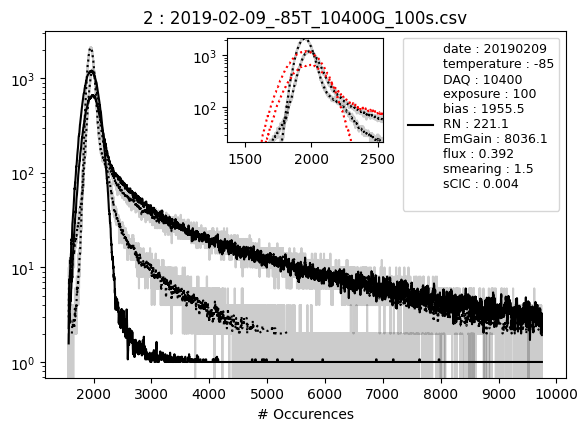 2 : 2019-02-09_-85T_10400G_100s.csv
10³
10²
10¹
10⁰
10³
10²
1500
2000
2500
date : 20190209
temperature : -85
DAQ : 10400
exposure : 100
bias : 1955.5
RN : 221.1
EmGain : 8036.1
flux : 0.392
smearing : 1.5
sCIC : 0.004
2000
3000
4000
5000
6000
7000
8000
9000
10000
# Occurences